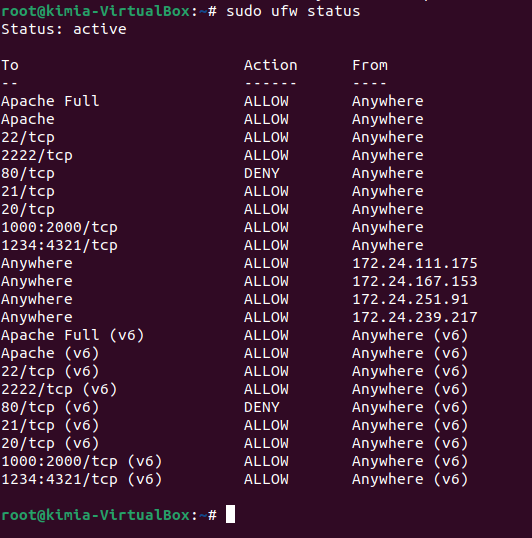 root@kimia-VirtualBox:~# sudo ufw status
Status: active
To Action From
-- ------ ----
Apache Full ALLOW Anywhere
Apache ALLOW Anywhere
22/tcp ALLOW Anywhere
2222/tcp ALLOW Anywhere
80/tcp DENY Anywhere
21/tcp ALLOW Anywhere
20/tcp ALLOW Anywhere
1000:2000/tcp ALLOW Anywhere
1234:4321/tcp ALLOW Anywhere
Anywhere ALLOW 172.24.111.175
Anywhere ALLOW 172.24.167.153
Anywhere ALLOW 172.24.251.91
Anywhere ALLOW 172.24.239.217
Apache Full (v6) ALLOW Anywhere (v6)
Apache (v6) ALLOW Anywhere (v6)
22/tcp (v6) ALLOW Anywhere (v6)
2222/tcp (v6) ALLOW Anywhere (v6)
80/tcp (v6) DENY Anywhere (v6)
21/tcp (v6) ALLOW Anywhere (v6)
20/tcp (v6) ALLOW Anywhere (v6)
1000:2000/tcp (v6) ALLOW Anywhere (v6)
1234:4321/tcp (v6) ALLOW Anywhere (v6)
root@kimia-VirtualBox:~#